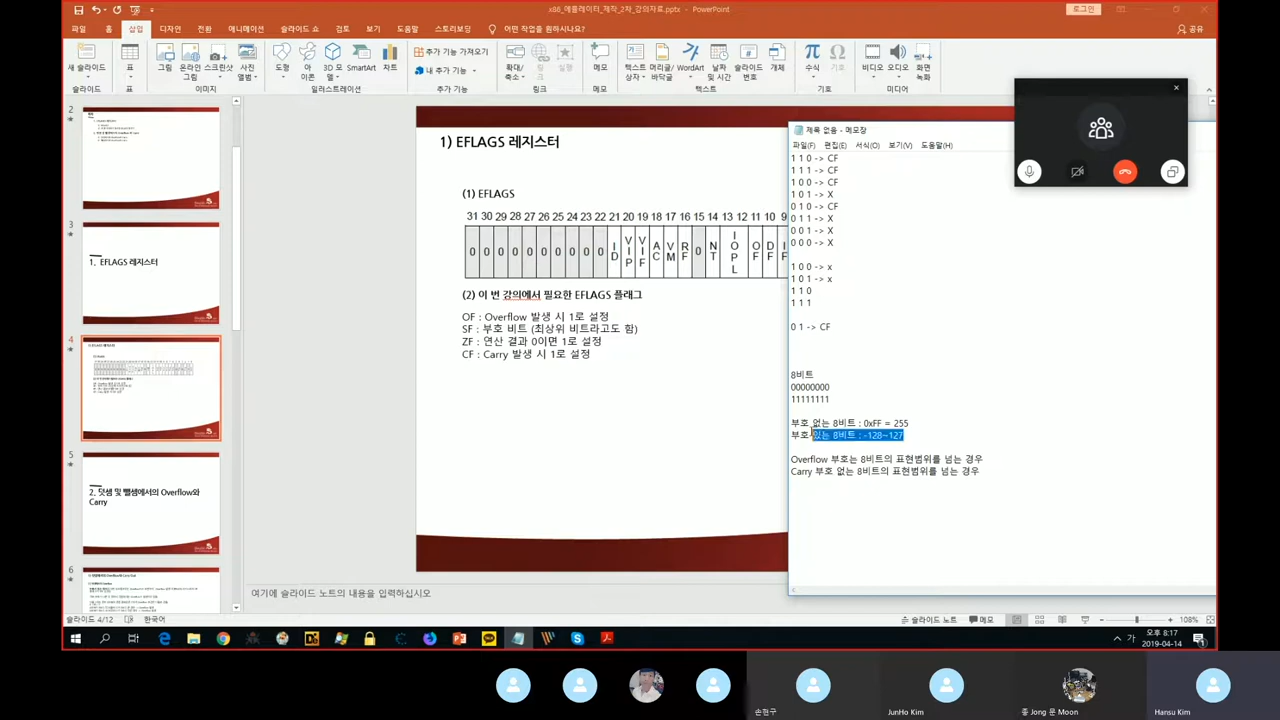 x86_에뮬레이터_제작_2차_강의자료.pptx - PowerPoint
로그인
파일 홈 삽입 디자인 전환 애니메이션 슬라이드 쇼 검토 보기 도움말 스토리보딩 어떤 작업을 원하시나요? 공유
새 슬라이드
표
그림
온라인 그림
스크린샷
사진 앨범
도형
아이콘
3D 모델
SmartArt
차트
추가 기능 가져오기
내 추가 기능
확대/축소
링크
실행
메모
텍스트 상자
머리글/바닥글
WordArt
날짜 및 시간
슬라이드 번호
개체
수식
기호
비디오
오디오
화면 녹화
슬라이드 표 이미지 일러스트레이션 추가 기능 링크 메모 텍스트 기호 미디어
2
3
1. EFLAGS 레지스터
4
5
2. 덧셈 및 뺄셈에서의 Overflow와
Carry
6
1) EFLAGS 레지스터
(1) EFLAGS
31 30 29 28 27 26 25 24 23 22 21 20 19 18 17 16 15 14 13 12 11 10 9
0 0 0 0 0 0 0 0 0 0 ID VIP VIF AC VM RF 0 NT IOPL OF DF IF
(2) 이 번 강의에서 필요한 EFLAGS 플래그
OF : Overflow 발생 시 1로 설정
SF : 부호 비트 (최상위 비트라고도 함)
ZF : 연산 결과 0이면 1로 설정
CF : Carry 발생 시 1로 설정
여기에 슬라이드 노트의 내용을 입력하십시오
제목 없음 - 메모장
파일(F) 편집(E) 서식(O) 보기(V) 도움말(H)
1 1 0 -> CF
1 1 1 -> CF
1 0 0 -> CF
1 0 1 -> X
0 1 0 -> CF
0 1 1 -> X
0 0 1 -> X
0 0 0 -> X
1 0 0 -> x
1 0 1 -> x
1 1 0
1 1 1
0 1 -> CF
8비트
00000000
11111111
부호 없는 8비트 : 0xFF = 255
부호 있는 8비트 : -128~127
Overflow 부호는 8비트의 표현범위를 넘는 경우
Carry 부호 없는 8비트의 표현범위를 넘는 경우
슬라이드 4/12 한국어 슬라이드 노트 메모 108%
가
오후 8:17
2019-04-14
손현구
JunHo Kim
종 Jong 문 Moon
Hansu Kim